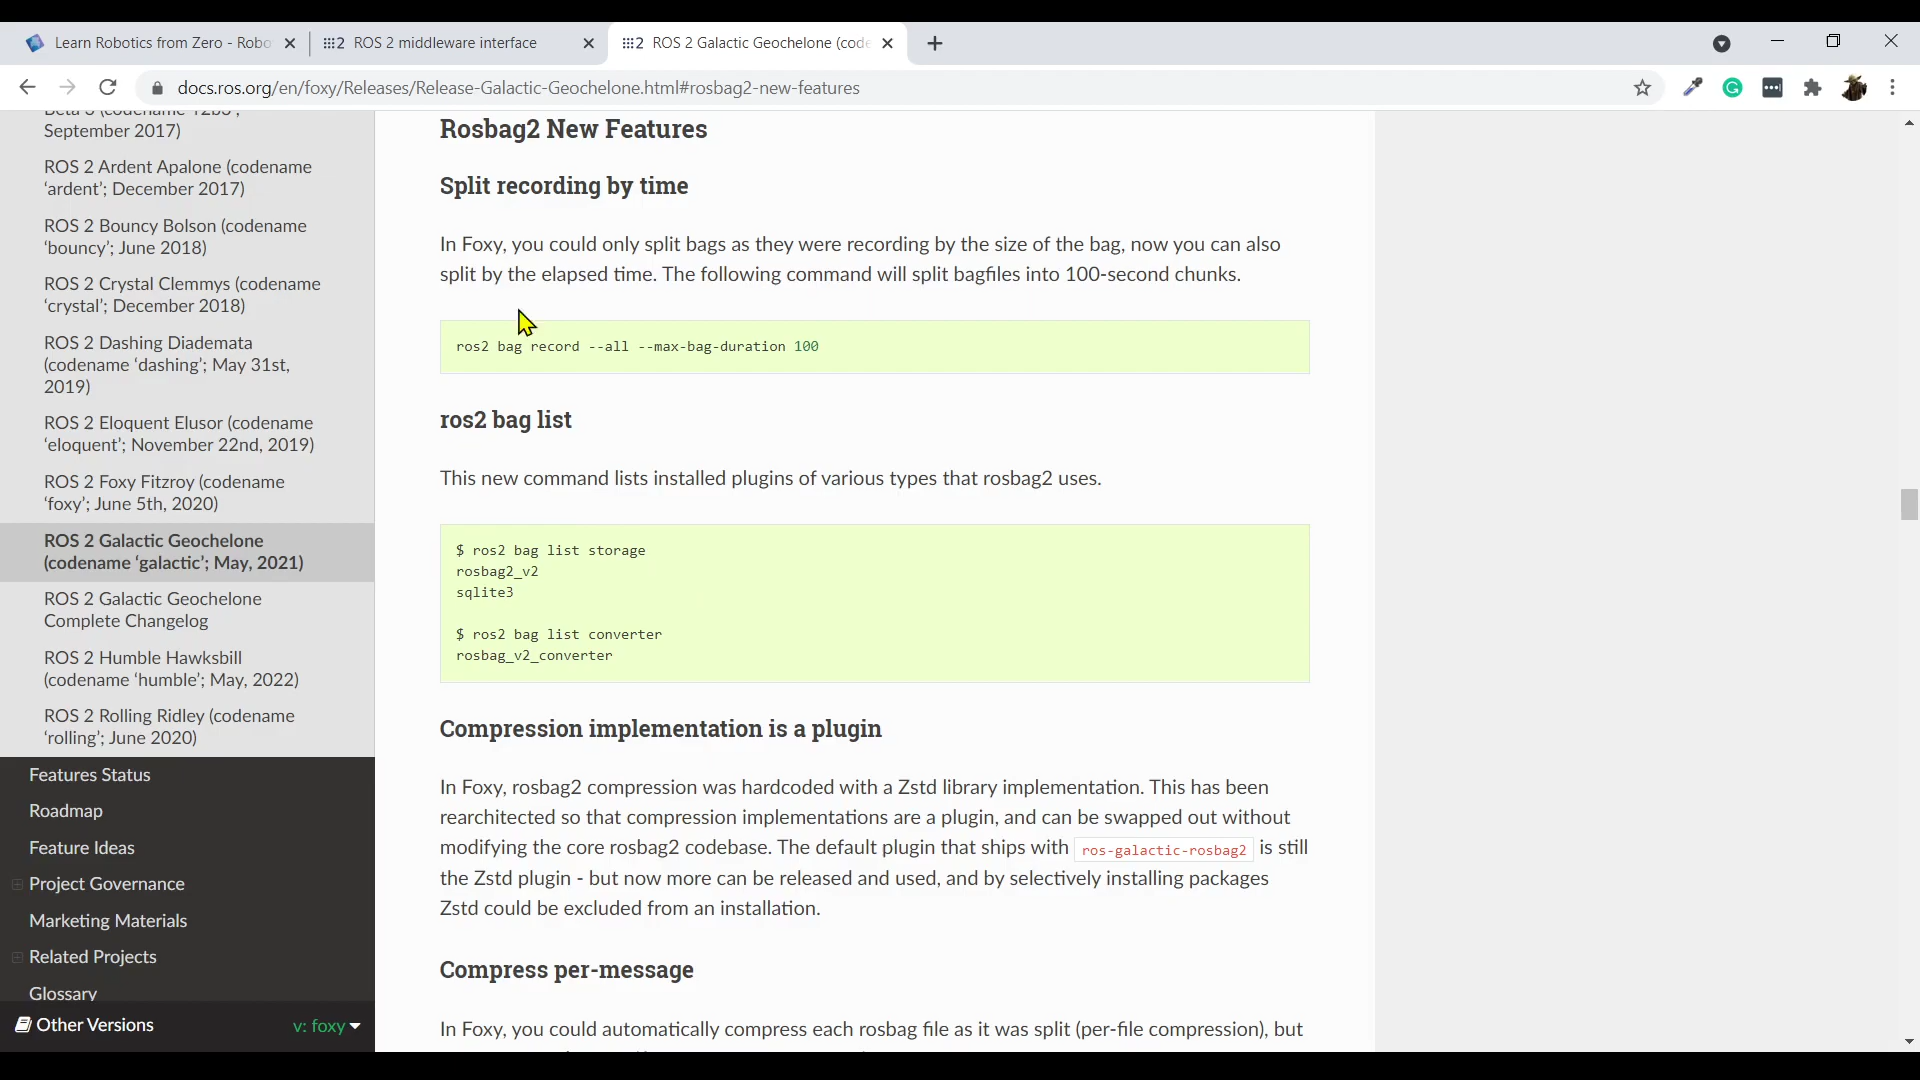 Learn Robotics from Zero - Robo
ROS 2 middleware interface
ROS 2 Galactic Geochelone (code
docs.ros.org/en/foxy/Releases/Release-Galactic-Geochelone.html#rosbag2-new-features
September 2017)
ROS 2 Ardent Apalone (codename
‘ardent’; December 2017)
ROS 2 Bouncy Bolson (codename
‘bouncy’; June 2018)
ROS 2 Crystal Clemmys (codename
‘crystal’; December 2018)
ROS 2 Dashing Diademata
(codename ‘dashing’; May 31st,
2019)
ROS 2 Eloquent Elusor (codename
‘eloquent’; November 22nd, 2019)
ROS 2 Foxy Fitzroy (codename
‘foxy’; June 5th, 2020)
ROS 2 Galactic Geochelone
(codename ‘galactic’; May, 2021)
ROS 2 Galactic Geochelone
Complete Changelog
ROS 2 Humble Hawksbill
(codename ‘humble’; May, 2022)
ROS 2 Rolling Ridley (codename
‘rolling’; June 2020)
Features Status
Roadmap
Feature Ideas
Project Governance
Marketing Materials
Related Projects
Glossary
Other Versions
v: foxy
Rosbag2 New Features
Split recording by time
In Foxy, you could only split bags as they were recording by the size of the bag, now you can also
split by the elapsed time. The following command will split bagfiles into 100-second chunks.
ros2 bag record --all --max-bag-duration 100
ros2 bag list
This new command lists installed plugins of various types that rosbag2 uses.
$ ros2 bag list storage
rosbag2_v2
sqlite3
$ ros2 bag list converter
rosbag_v2_converter
Compression implementation is a plugin
In Foxy, rosbag2 compression was hardcoded with a Zstd library implementation. This has been
rearchitected so that compression implementations are a plugin, and can be swapped out without
modifying the core rosbag2 codebase. The default plugin that ships with ros-galactic-rosbag2 is still
the Zstd plugin - but now more can be released and used, and by selectively installing packages
Zstd could be excluded from an installation.
Compress per-message
In Foxy, you could automatically compress each rosbag file as it was split (per-file compression), but